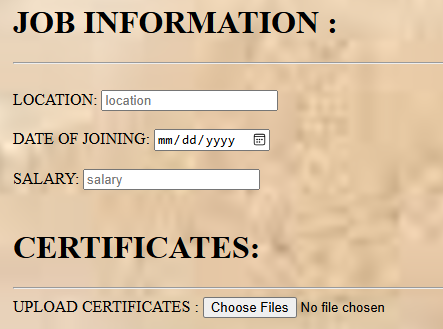 JOB INFORMATION :
LOCATION: location
DATE OF JOINING: mm/dd/yyyy
SALARY: salary
CERTIFICATES:
UPLOAD CERTIFICATES : Choose Files No file chosen